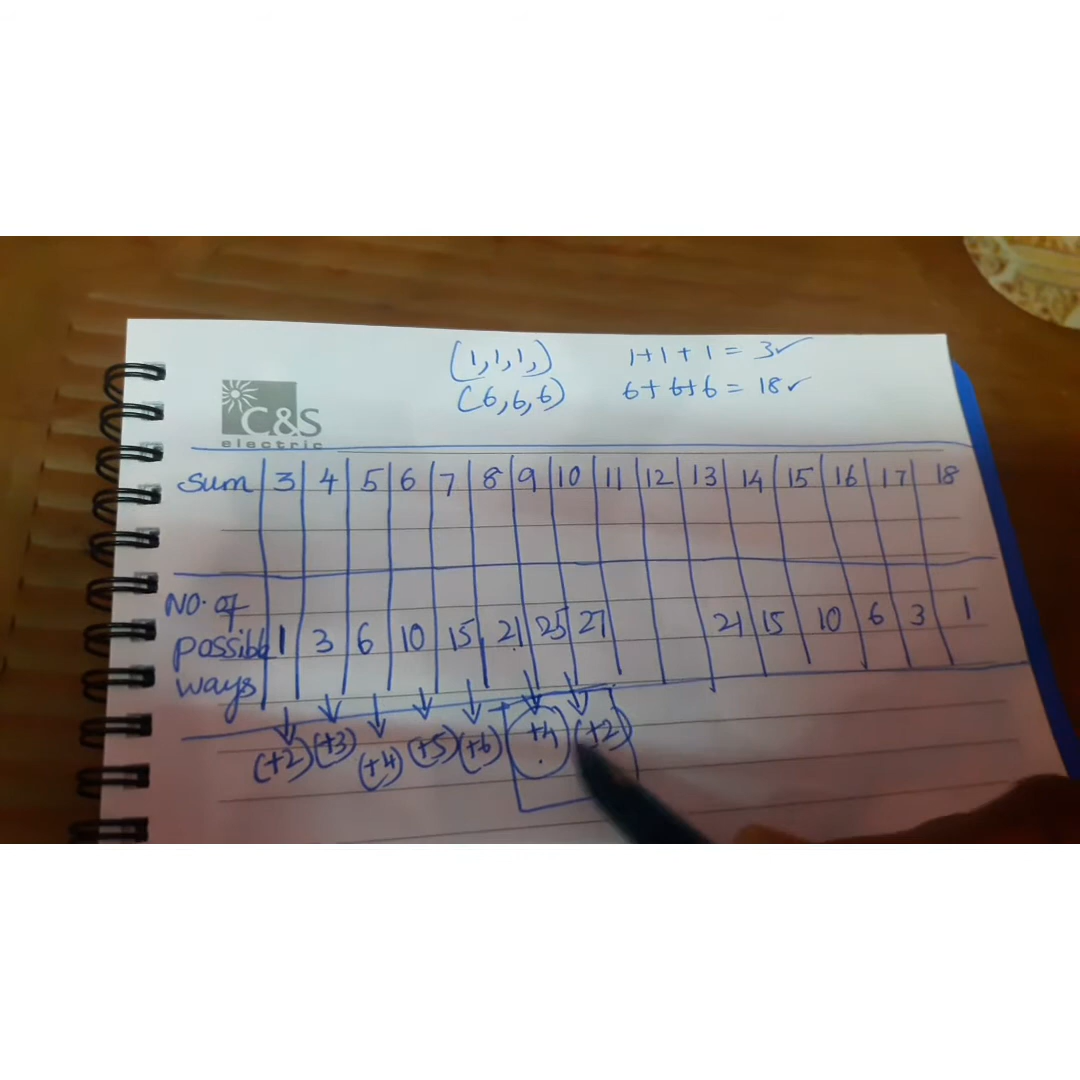 (1,1,1,) 1+1+1 = 3✓
(6,6,6) 6+6+6 = 18✓
C&S
electric
Sum 3 4 5 6 7 8 9 10 11 12 13 14 15 16 17 18
NO. of
possible 1 3 6 10 15 21 25 27 21 15 10 6 3 1
ways
(+2) (+3) (+4) (+5) (+6) +4 (+2)